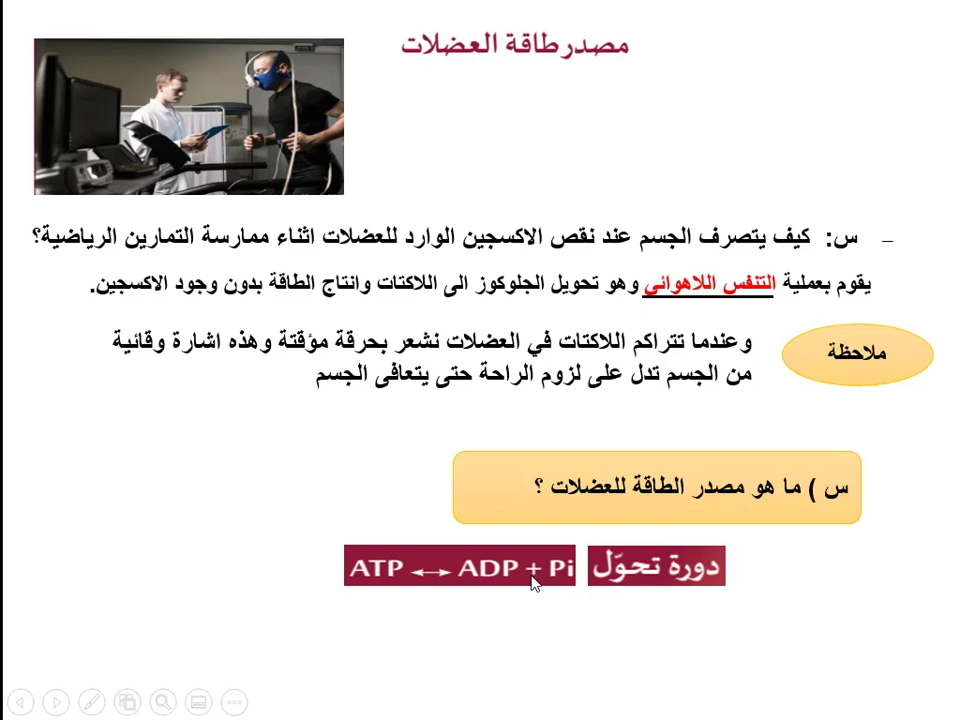 مصدر طاقة العضلات
– س: كيف يتصرف الجسم عند نقص الاكسجين الوارد للعضلات اثناء ممارسة التمارين الرياضية؟
يقوم بعملية التنفس اللاهوائي وهو تحويل الجلوكوز الى اللاكتات وانتاج الطاقة بدون وجود الاكسجين.
ملاحظة
وعندما تتراكم اللاكتات في العضلات نشعر بحرقة مؤقتة وهذه اشارة وقائية
من الجسم تدل على لزوم الراحة حتى يتعافى الجسم
س ) ما هو مصدر الطاقة للعضلات ؟
دورة تحوّل ATP ↔ ADP + Pi